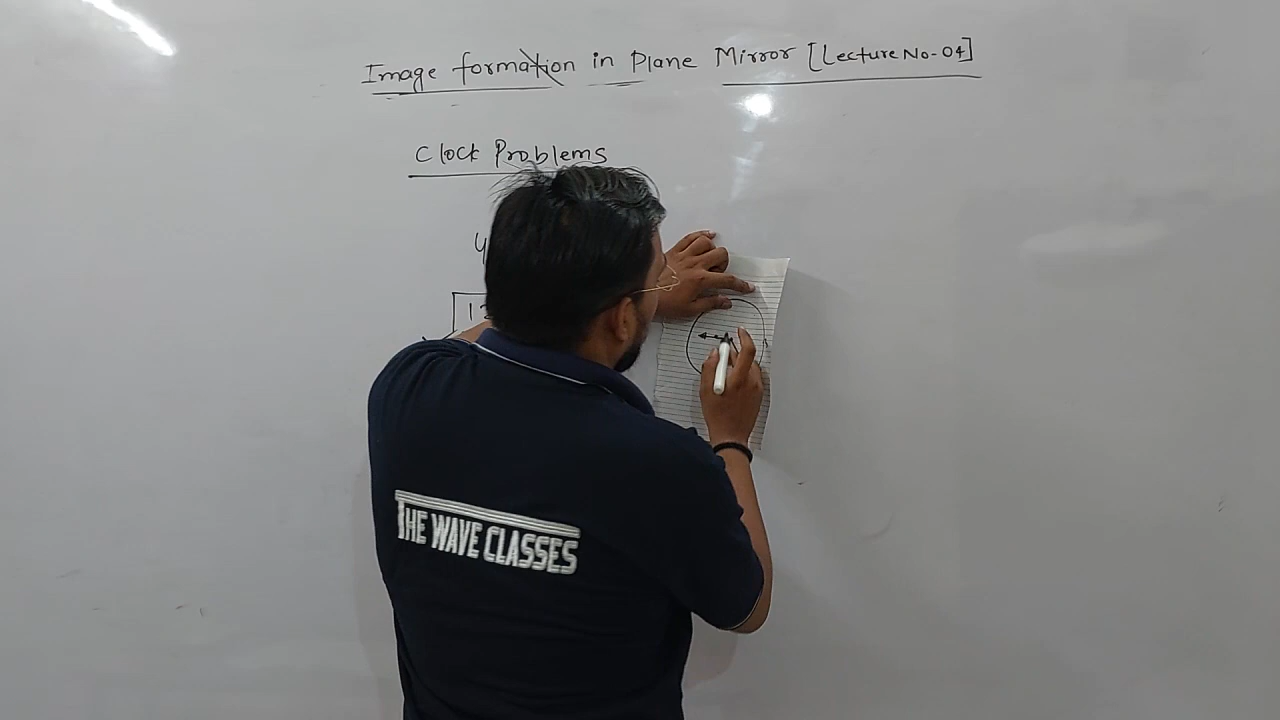 Image formation in Plane Mirror [Lecture No-04]
Clock Problems
THE WAVE CLASSES